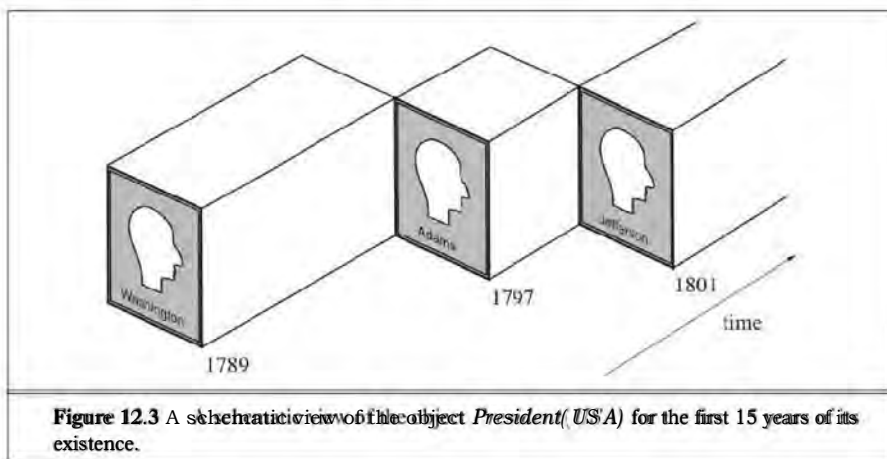 Washington
Adams
Jefferson
1789
1797
1801
time
Figure 12.3 A schematic view of the object President(USA) for the first 15 years of its
existence.